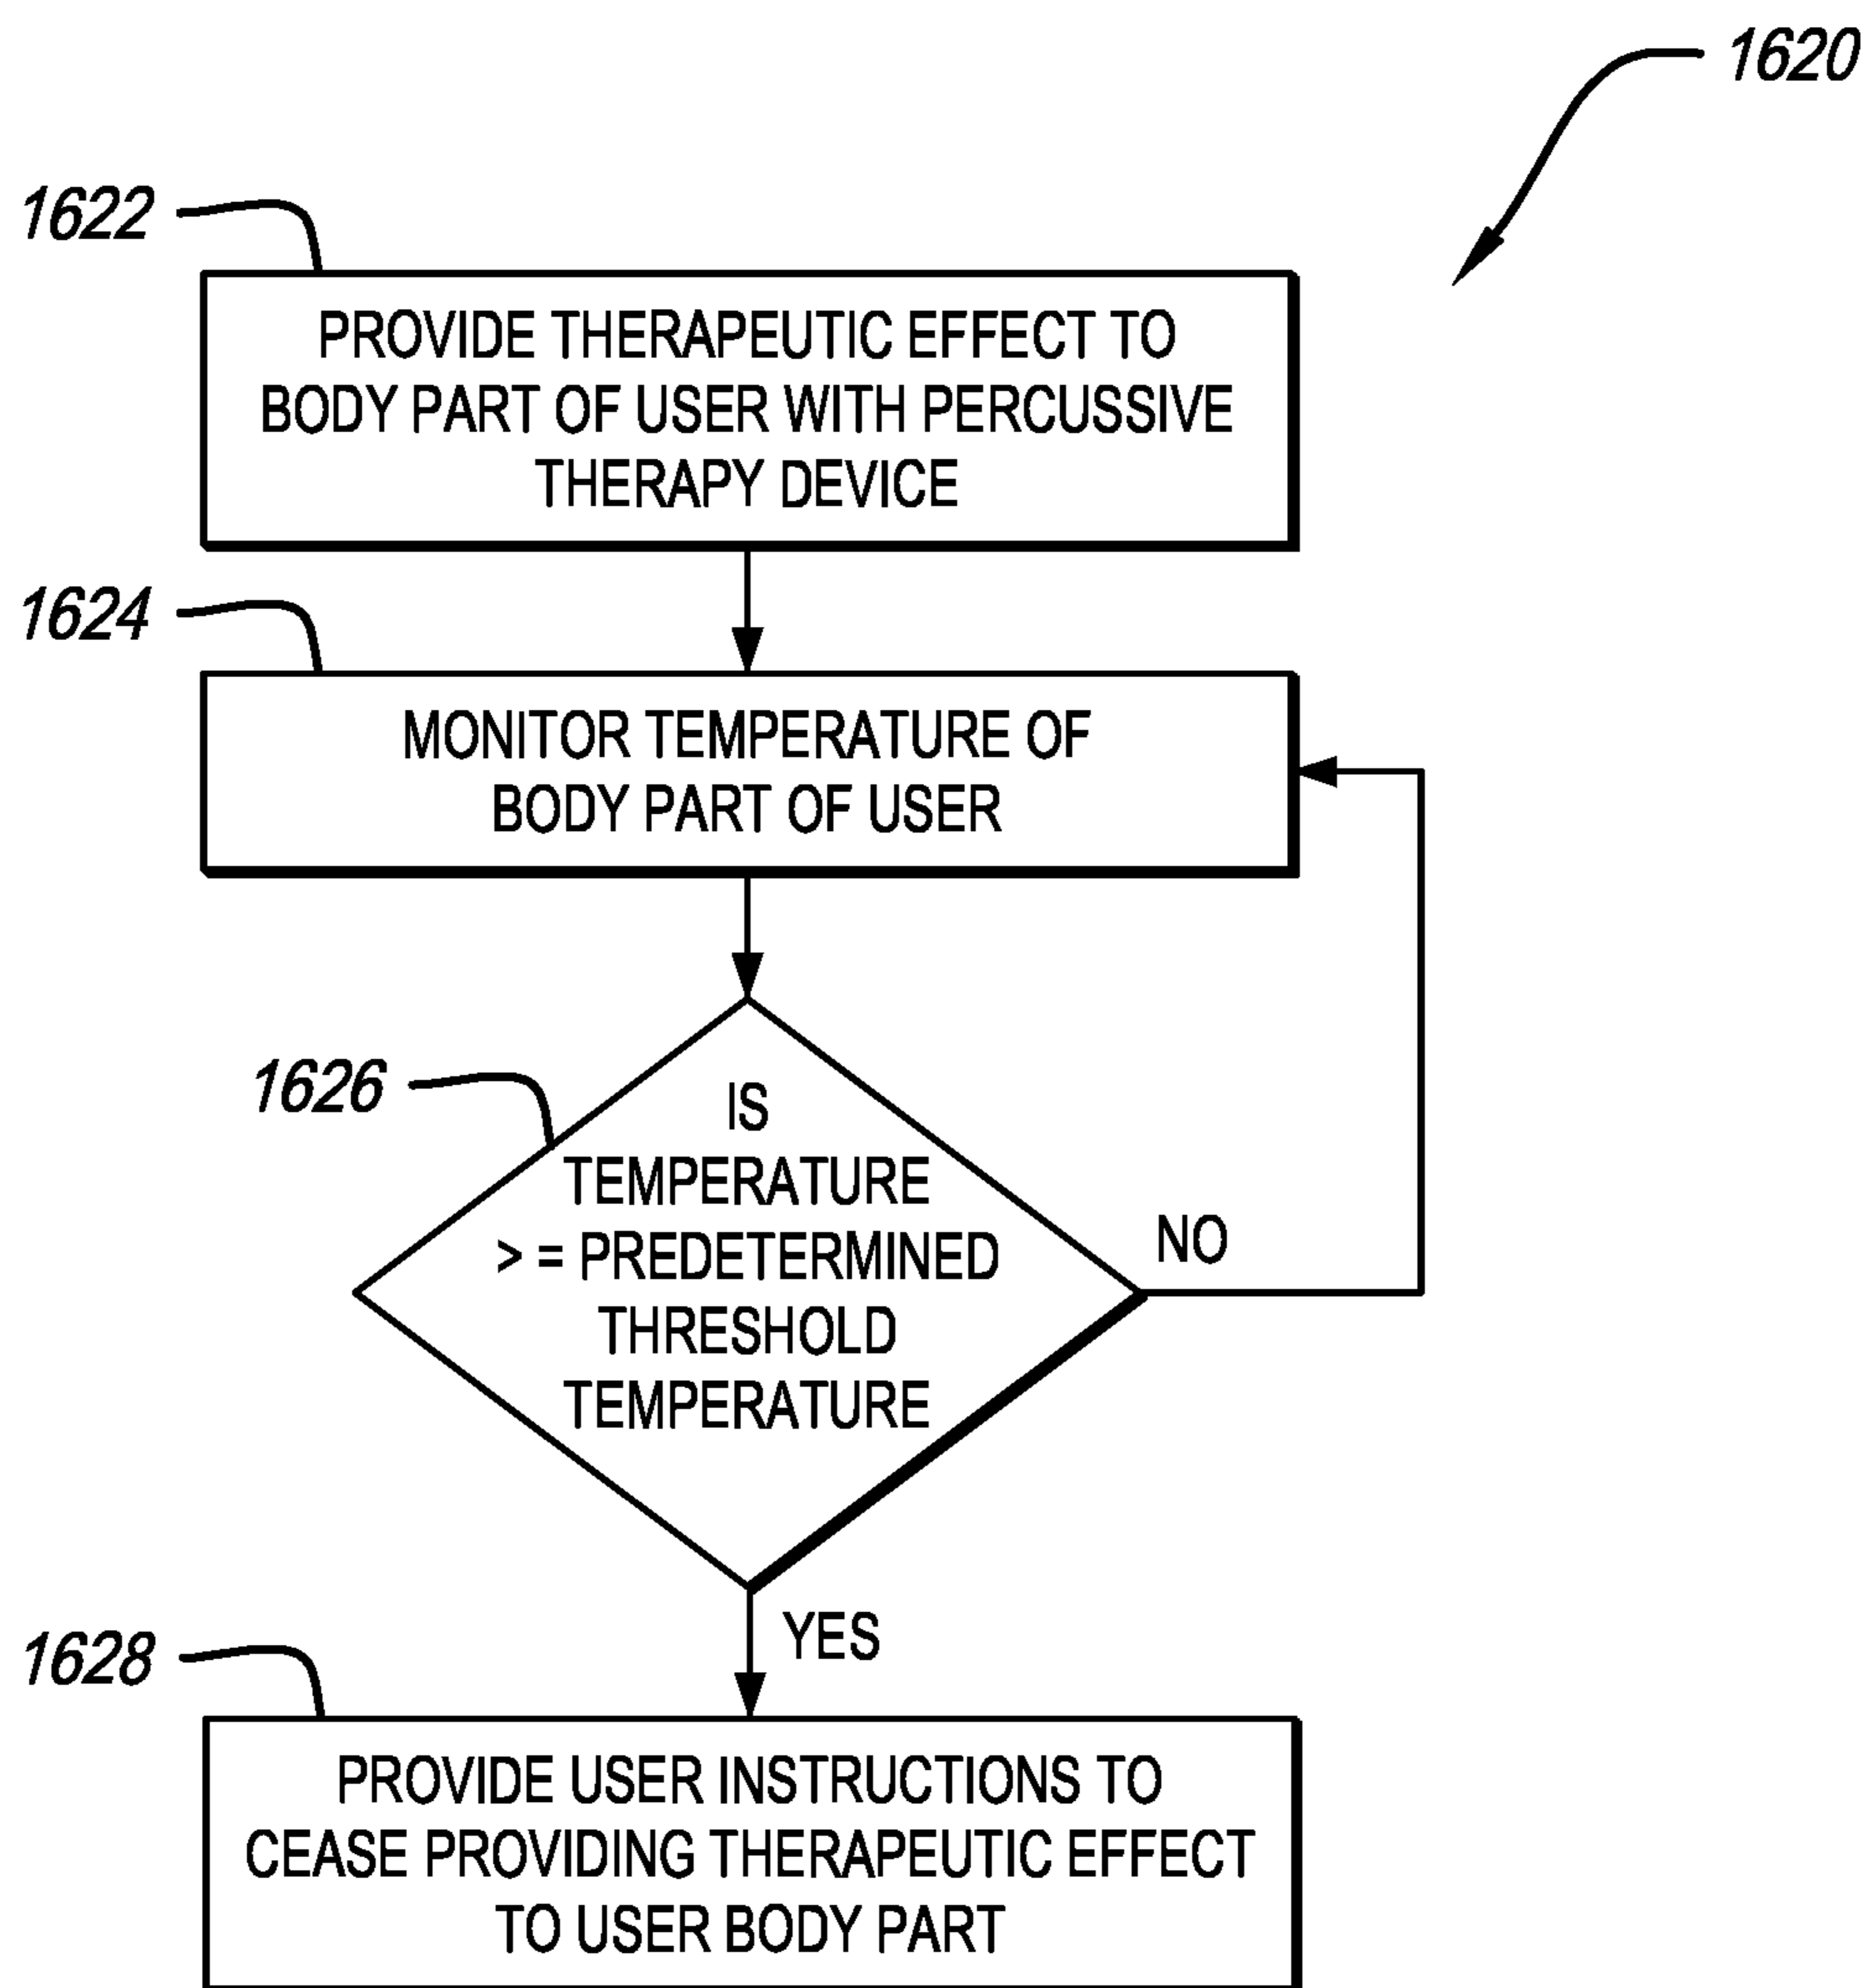 1620
1622
PROVIDE THERAPEUTIC EFFECT TO
BODY PART OF USER WITH PERCUSSIVE
THERAPY DEVICE
1624
MONITOR TEMPERATURE OF
BODY PART OF USER
1626
IS
TEMPERATURE
> = PREDETERMINED
THRESHOLD
TEMPERATURE
NO
YES
1628
PROVIDE USER INSTRUCTIONS TO
CEASE PROVIDING THERAPEUTIC EFFECT
TO USER BODY PART